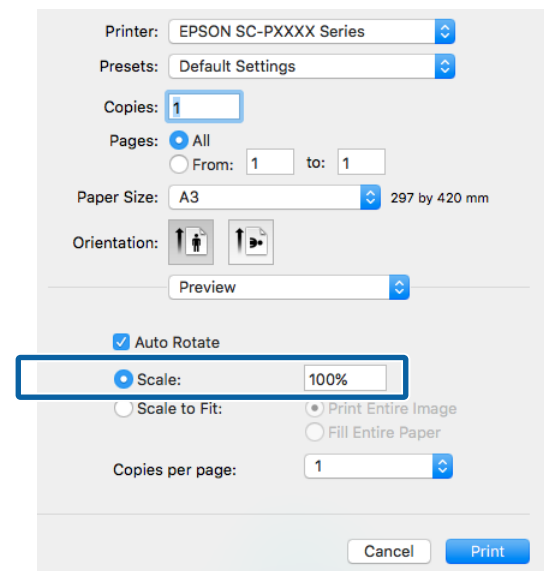 Printer: EPSON SC-PXXXX Series
Presets: Default Settings
Copies: 1
Pages: All
From: 1 to: 1
Paper Size: A3 297 by 420 mm
Orientation:
Preview
Auto Rotate
Scale: 100%
Scale to Fit: Print Entire Image
Fill Entire Paper
Copies per page: 1
Cancel Print